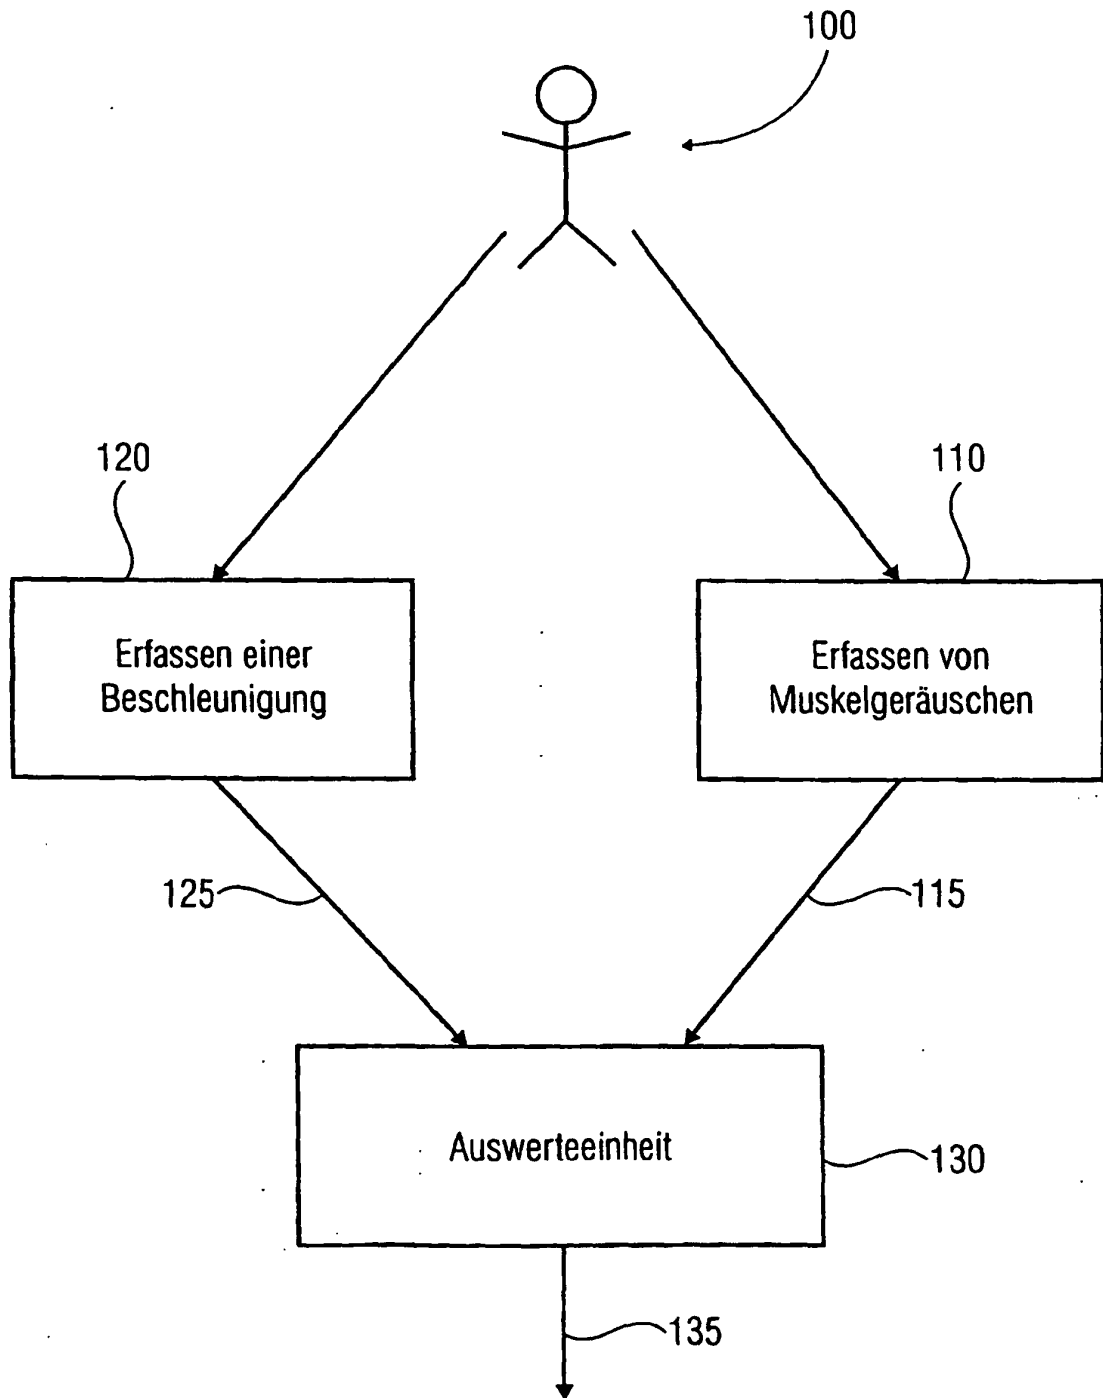 100
120
110
Erfassen einer
Beschleunigung
Erfassen von
Muskelgeräuschen
125
115
Auswerteeinheit
130
135